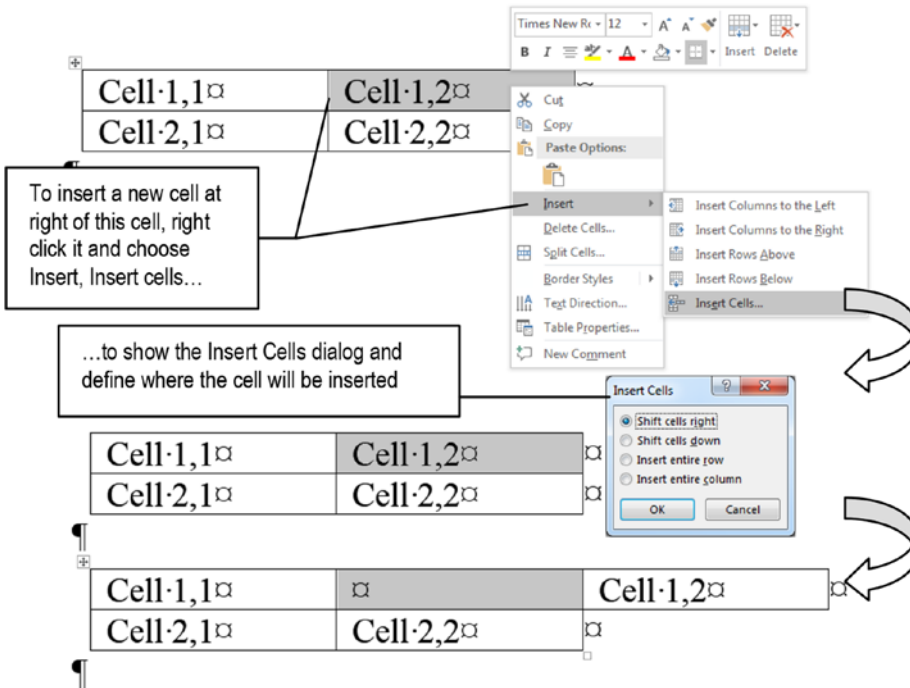 Times New Ro 12
A A
B I ab A Insert Delete
Cell·1,1¤ Cell·1,2¤
Cell·2,1¤ Cell·2,2¤
¶
Cut
Copy
Paste Options:
Insert
Delete Cells...
Split Cells...
Border Styles
Text Direction...
Table Properties...
New Comment
Insert Columns to the Left
Insert Columns to the Right
Insert Rows Above
Insert Rows Below
Insert Cells...
To insert a new cell at
right of this cell, right
click it and choose
Insert, Insert cells…
…to show the Insert Cells dialog and
define where the cell will be inserted
Insert Cells
Shift cells right
Shift cells down
Insert entire row
Insert entire column
OK Cancel
Cell·1,1¤ Cell·1,2¤ ¤
Cell·2,1¤ Cell·2,2¤ ¤
¶
Cell·1,1¤ ¤ Cell·1,2¤ ¤
Cell·2,1¤ Cell·2,2¤ ¤
¶